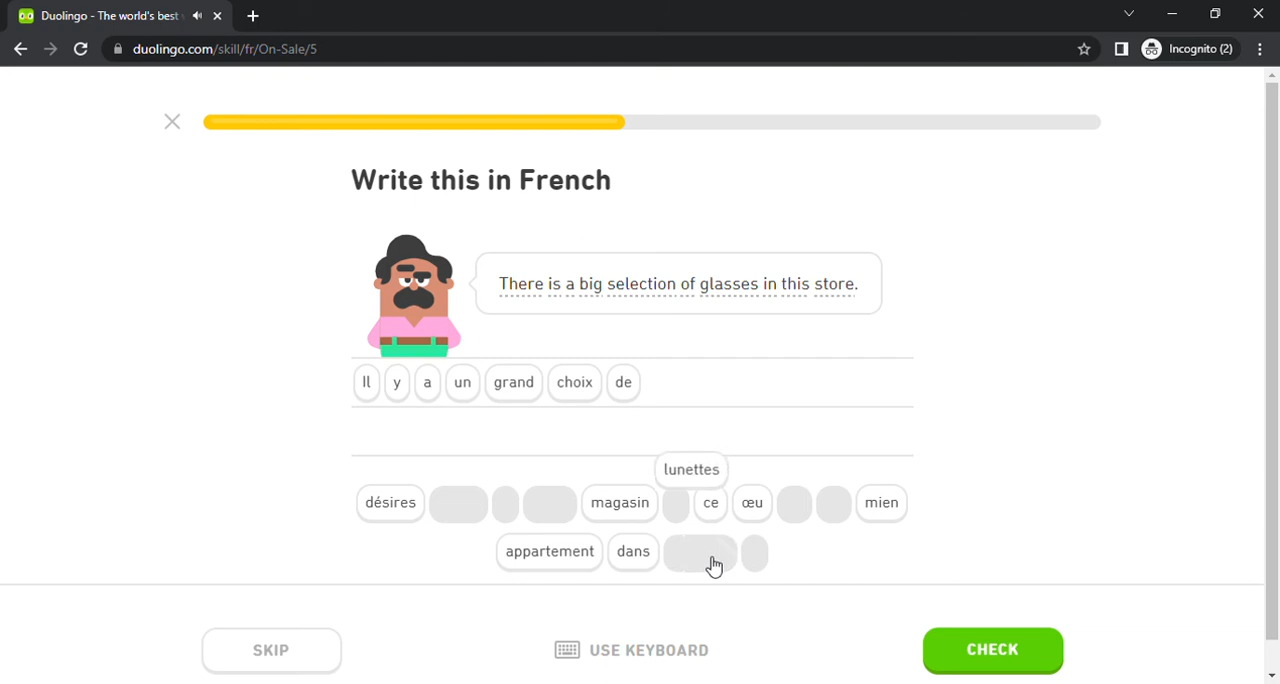 Duolingo - The world's best
duolingo.com/skill/fr/On-Sale/5
Incognito (2)
Write this in French
There is a big selection of glasses in this store.
Il y a un grand choix de
lunettes
désires magasin ce œu mien
appartement dans
SKIP USE KEYBOARD CHECK